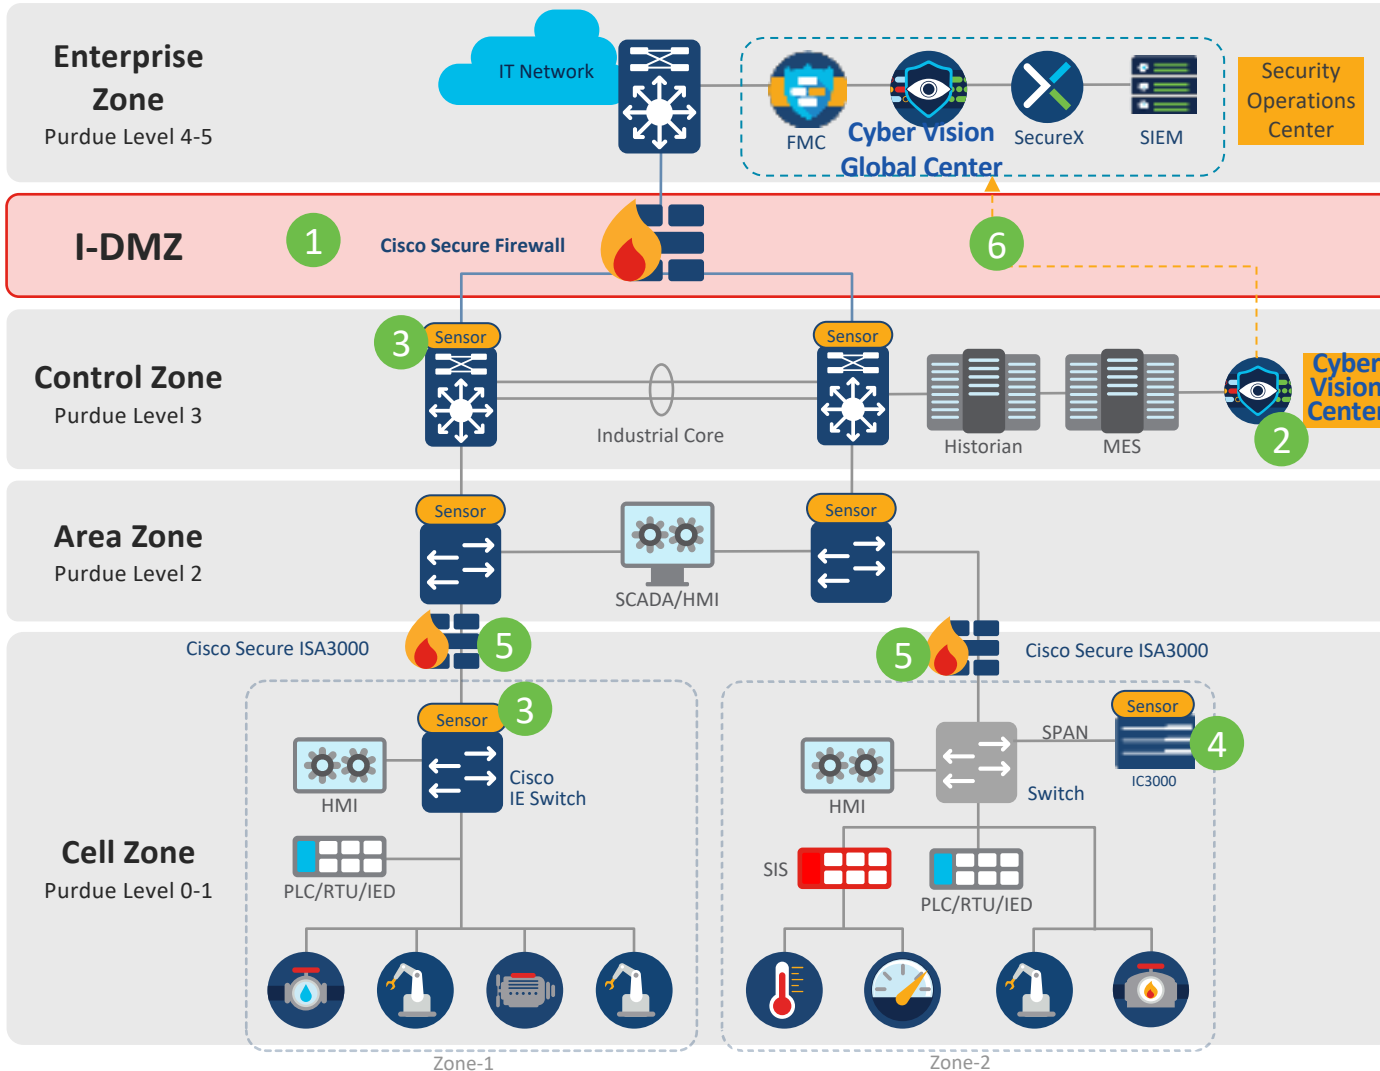 Enterprise
Zone
Purdue Level 4-5
IT Network
FMC
Cyber Vision
Global Center
SecureX
SIEM
Security
Operations
Center
I-DMZ
1
Cisco Secure Firewall
6
Control Zone
Purdue Level 3
3
Sensor
Sensor
Industrial Core
Historian
MES
Cyber
Vision
Center
2
Area Zone
Purdue Level 2
Sensor
Sensor
SCADA/HMI
Cisco Secure ISA3000
5
5
Cisco Secure ISA3000
Cell Zone
Purdue Level 0-1
Sensor
3
HMI
Cisco
IE Switch
PLC/RTU/IED
Zone-1
SPAN
Sensor
4
IC3000
HMI
Switch
SIS
PLC/RTU/IED
Zone-2